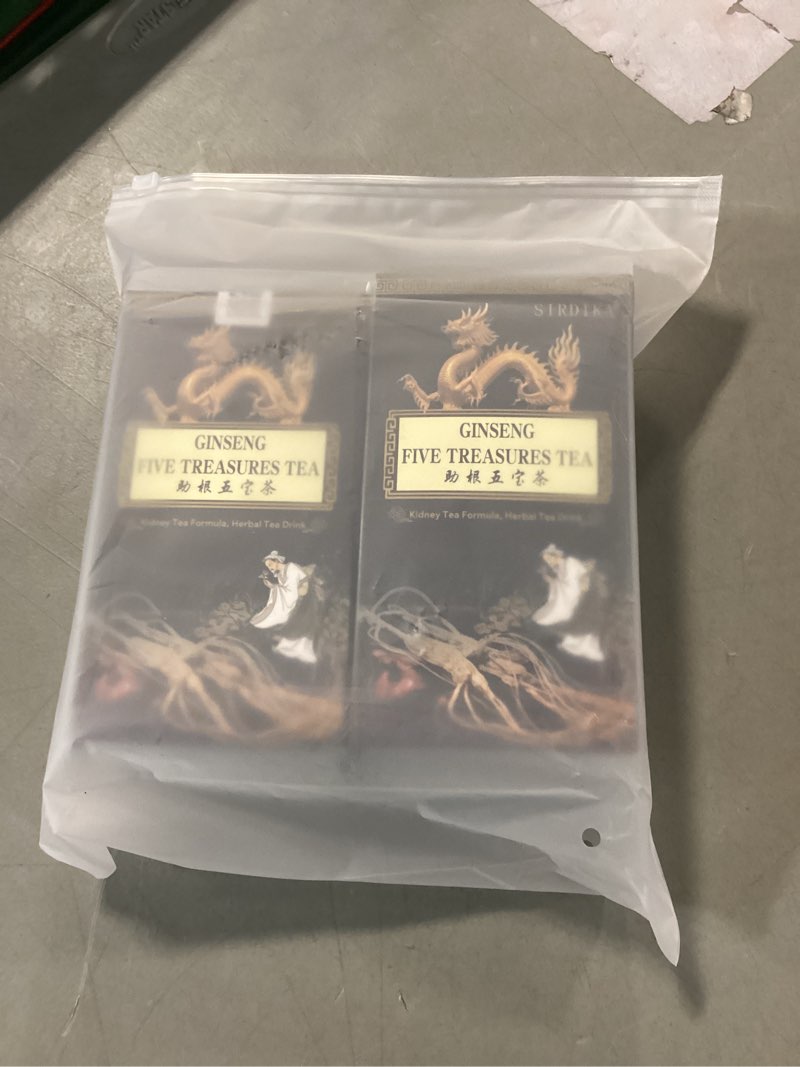 GINSENG
FIVE TREASURES TEA
助根五宝茶
Kidney Tea Formula, Herbal Tea Drink
SIRDIKA
GINSENG
FIVE TREASURES TEA
助根五宝茶
Kidney Tea Formula, Herbal Tea Drink